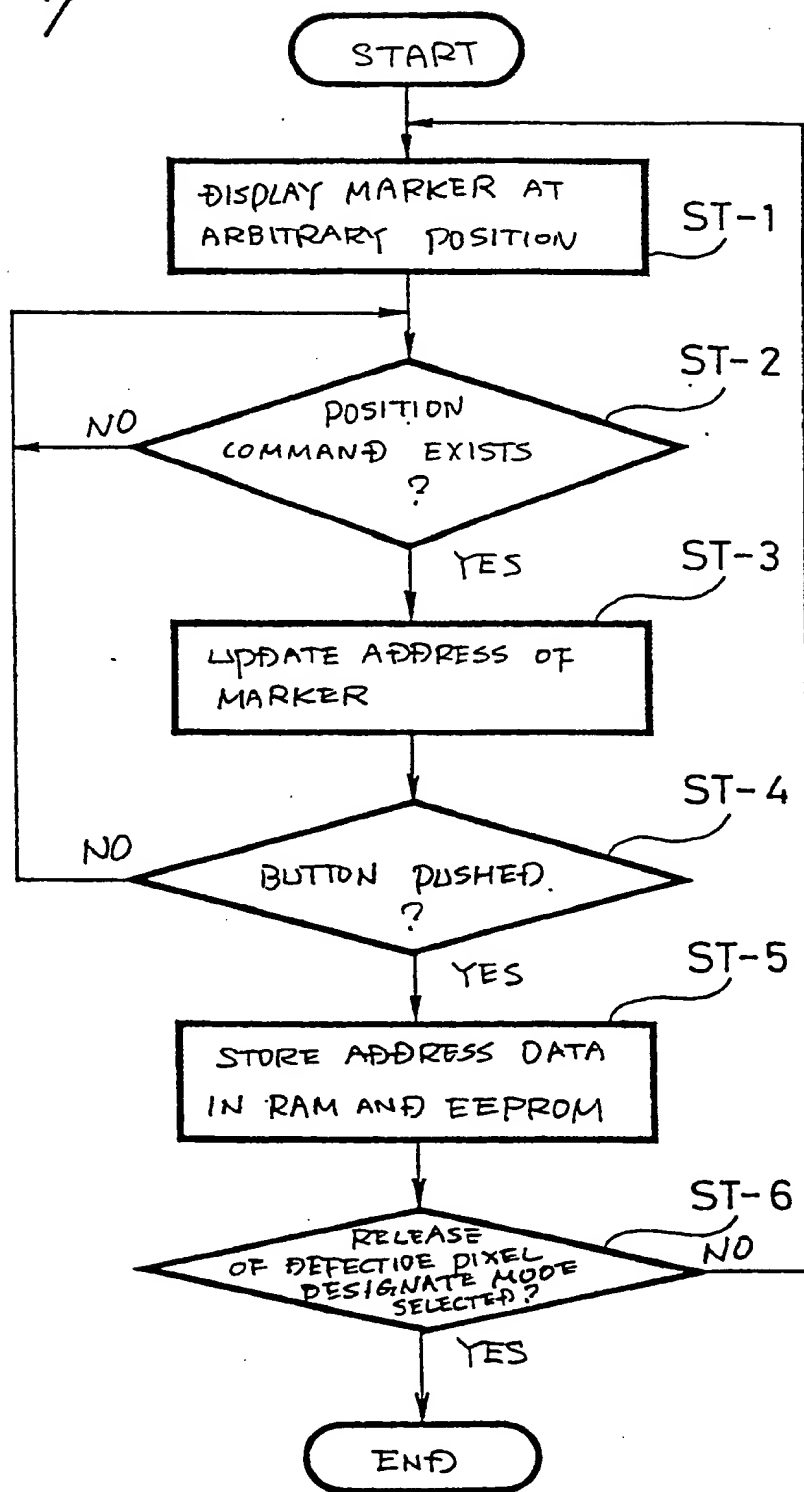 START
DISPLAY MARKER AT
ARBITRARY POSITION
ST-1
ST-2
POSITION
COMMAND EXISTS
?
NO
YES
ST-3
UPDATE ADDRESS OF
MARKER
ST-4
NO
BUTTON PUSHED.
?
YES
ST-5
STORE ADDRESS DATA
IN RAM AND EEPROM
ST-6
RELEASE
OF DEFECTIVE PIXEL
DESIGNATE MODE
SELECTED?
NO
YES
END